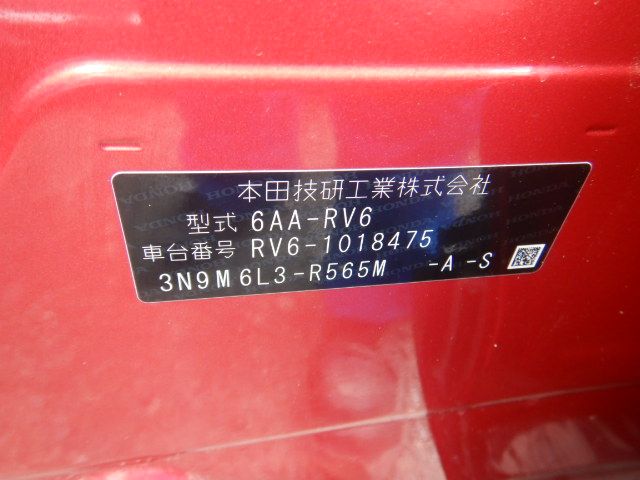 本田技研工業株式会社
型式 6AA-RV6
車台番号 RV6-1018475
3N9M6L3-R565M -A -S